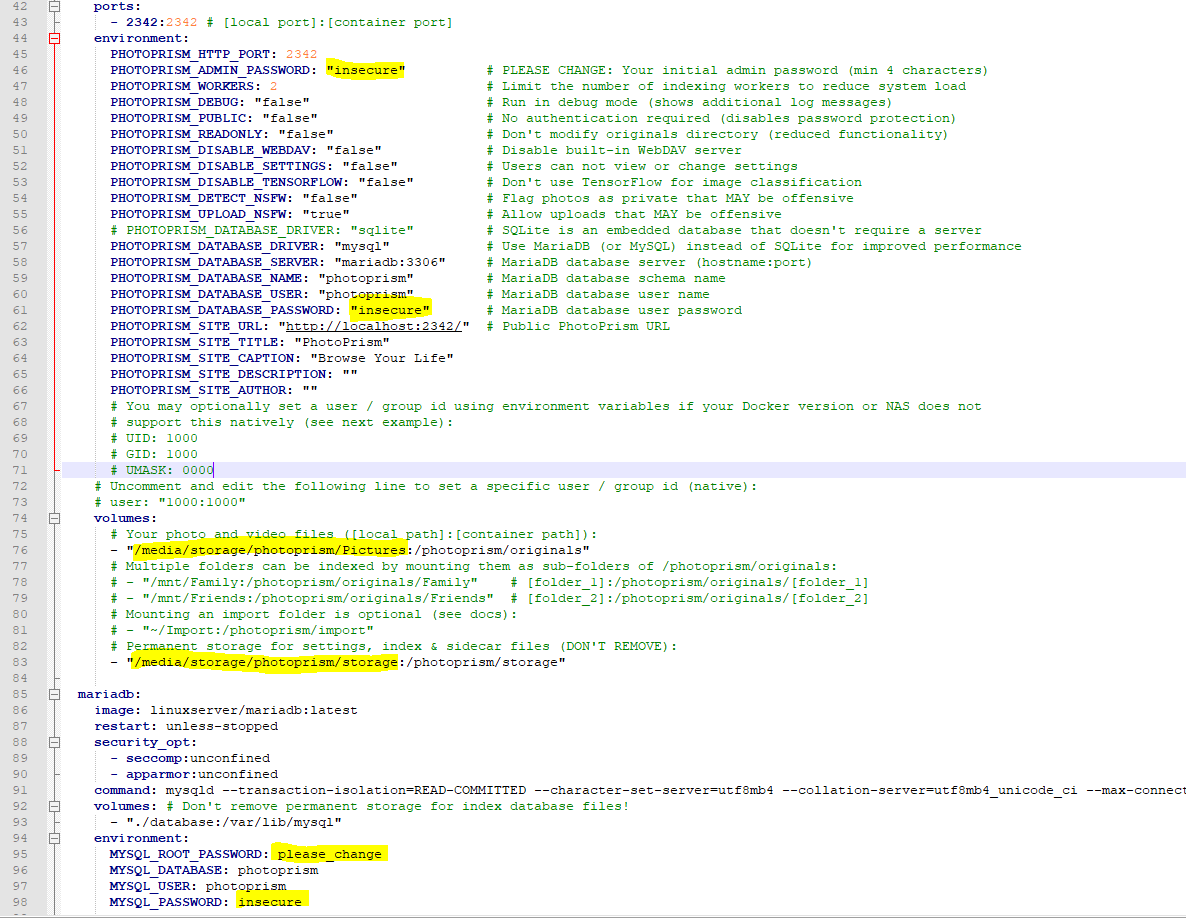 42 ports:
43 - 2342:2342 # [local port]:[container port]
44 environment:
45 PHOTOPRISM_HTTP_PORT: 2342
46 PHOTOPRISM_ADMIN_PASSWORD: "insecure" # PLEASE CHANGE: Your initial admin password (min 4 characters)
47 PHOTOPRISM_WORKERS: 2 # Limit the number of indexing workers to reduce system load
48 PHOTOPRISM_DEBUG: "false" # Run in debug mode (shows additional log messages)
49 PHOTOPRISM_PUBLIC: "false" # No authentication required (disables password protection)
50 PHOTOPRISM_READONLY: "false" # Don't modify originals directory (reduced functionality)
51 PHOTOPRISM_DISABLE_WEBDAV: "false" # Disable built-in WebDAV server
52 PHOTOPRISM_DISABLE_SETTINGS: "false" # Users can not view or change settings
53 PHOTOPRISM_DISABLE_TENSORFLOW: "false" # Don't use TensorFlow for image classification
54 PHOTOPRISM_DETECT_NSFW: "false" # Flag photos as private that MAY be offensive
55 PHOTOPRISM_UPLOAD_NSFW: "true" # Allow uploads that MAY be offensive
56 # PHOTOPRISM_DATABASE_DRIVER: "sqlite" # SQLite is an embedded database that doesn't require a server
57 PHOTOPRISM_DATABASE_DRIVER: "mysql" # Use MariaDB (or MySQL) instead of SQLite for improved performance
58 PHOTOPRISM_DATABASE_SERVER: "mariadb:3306" # MariaDB database server (hostname:port)
59 PHOTOPRISM_DATABASE_NAME: "photoprism" # MariaDB database schema name
60 PHOTOPRISM_DATABASE_USER: "photoprism" # MariaDB database user name
61 PHOTOPRISM_DATABASE_PASSWORD: "insecure" # MariaDB database user password
62 PHOTOPRISM_SITE_URL: "http://localhost:2342/" # Public PhotoPrism URL
63 PHOTOPRISM_SITE_TITLE: "PhotoPrism"
64 PHOTOPRISM_SITE_CAPTION: "Browse Your Life"
65 PHOTOPRISM_SITE_DESCRIPTION: ""
66 PHOTOPRISM_SITE_AUTHOR: ""
67 # You may optionally set a user / group id using environment variables if your Docker version or NAS does not
68 # support this natively (see next example):
69 # UID: 1000
70 # GID: 1000
71 # UMASK: 0000
72 # Uncomment and edit the following line to set a specific user / group id (native):
73 # user: "1000:1000"
74 volumes:
75 # Your photo and video files ([local path]:[container path]):
76 - "/media/storage/photoprism/Pictures:/photoprism/originals"
77 # Multiple folders can be indexed by mounting them as sub-folders of /photoprism/originals:
78 # - "/mnt/Family:/photoprism/originals/Family" # [folder_1]:/photoprism/originals/[folder_1]
79 # - "/mnt/Friends:/photoprism/originals/Friends" # [folder_2]:/photoprism/originals/[folder_2]
80 # Mounting an import folder is optional (see docs):
81 # - "~/Import:/photoprism/import"
82 # Permanent storage for settings, index & sidecar files (DON'T REMOVE):
83 - "/media/storage/photoprism/storage:/photoprism/storage"
84
85 mariadb:
86 image: linuxserver/mariadb:latest
87 restart: unless-stopped
88 security_opt:
89 - seccomp:unconfined
90 - apparmor:unconfined
91 command: mysqld --transaction-isolation=READ-COMMITTED --character-set-server=utf8mb4 --collation-server=utf8mb4_unicode_ci --max-connect
92 volumes: # Don't remove permanent storage for index database files!
93 - "./database:/var/lib/mysql"
94 environment:
95 MYSQL_ROOT_PASSWORD: please_change
96 MYSQL_DATABASE: photoprism
97 MYSQL_USER: photoprism
98 MYSQL_PASSWORD: insecure